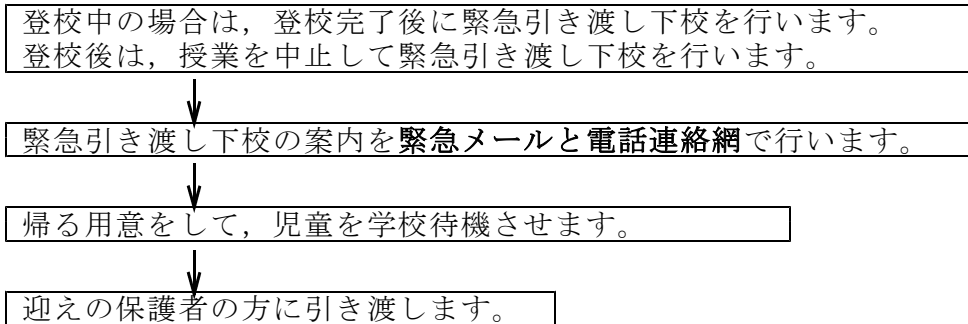 登校中の場合は，登校完了後に緊急引き渡し下校を行います。
登校後は，授業を中止して緊急引き渡し下校を行います。
緊急引き渡し下校の案内を緊急メールと電話連絡網で行います。
帰る用意をして，児童を学校待機させます。
迎えの保護者の方に引き渡します。